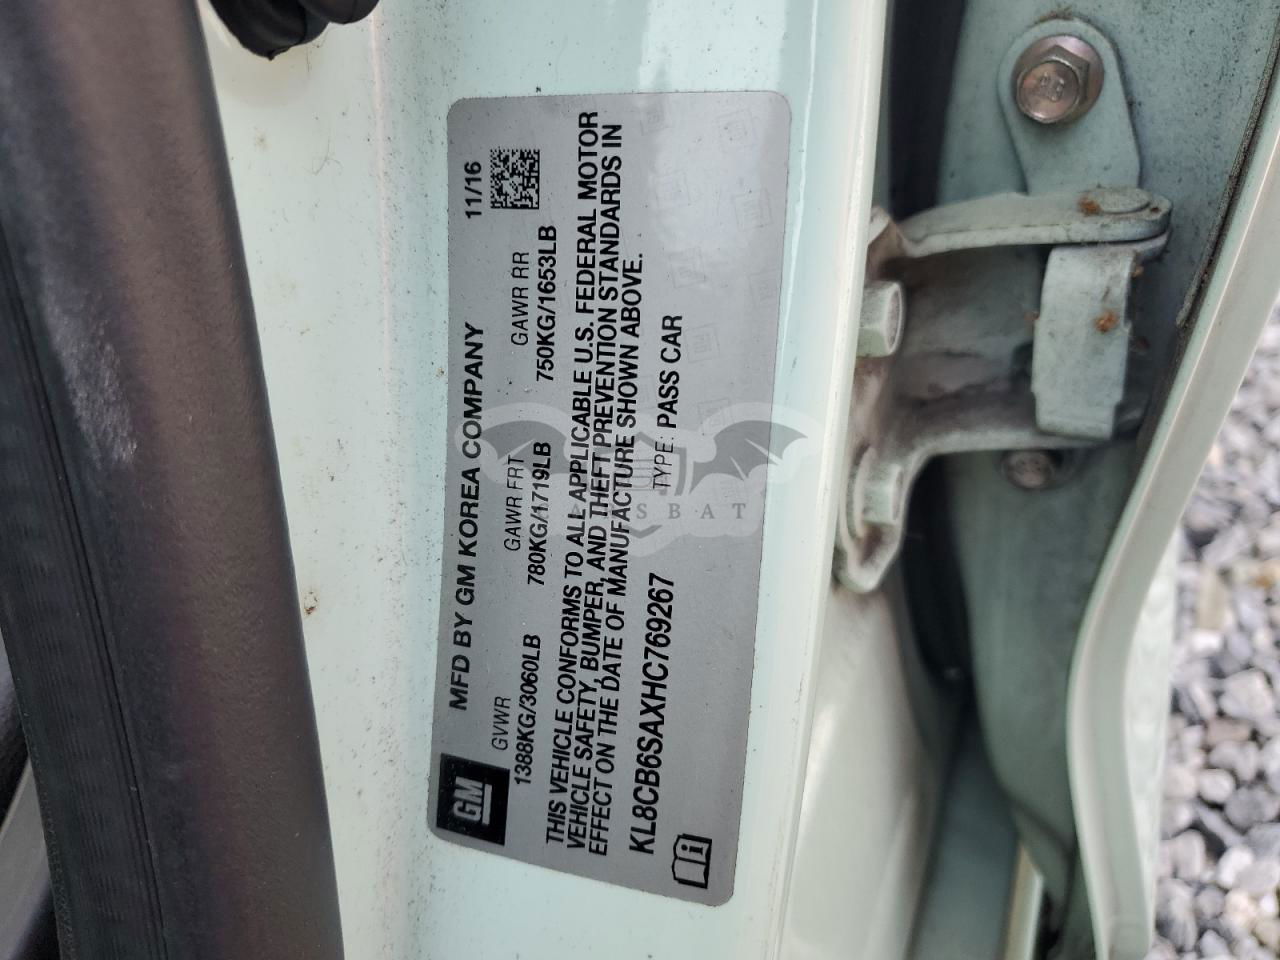 MFD BY GM KOREA COMPANY 11/16
GM
GVWR GAWR FRT GAWR RR
1388KG/3060LB 780KG/1719LB 750KG/1653LB
THIS VEHICLE CONFORMS TO ALL APPLICABLE U.S. FEDERAL MOTOR
VEHICLE SAFETY, BUMPER, AND THEFT PREVENTION STANDARDS IN
EFFECT ON THE DATE OF MANUFACTURE SHOWN ABOVE.
KL8CB6SAXHC769267 TYPE: PASS CAR